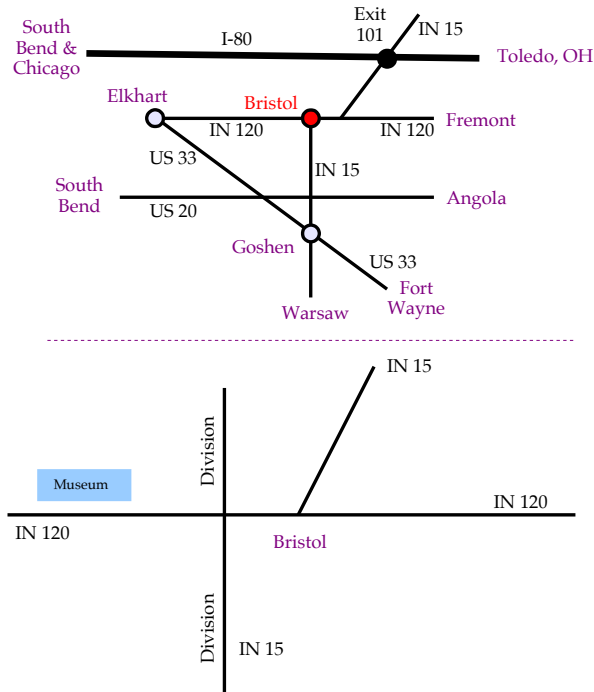 South
Bend &
Chicago
I-80
Exit
101
IN 15
Toledo, OH
Elkhart
Bristol
IN 120
IN 120
Fremont
US 33
IN 15
South
Bend
US 20
Angola
Goshen
US 33
Warsaw
Fort
Wayne
IN 15
Division
Museum
IN 120
IN 120
Bristol
Division
IN 15